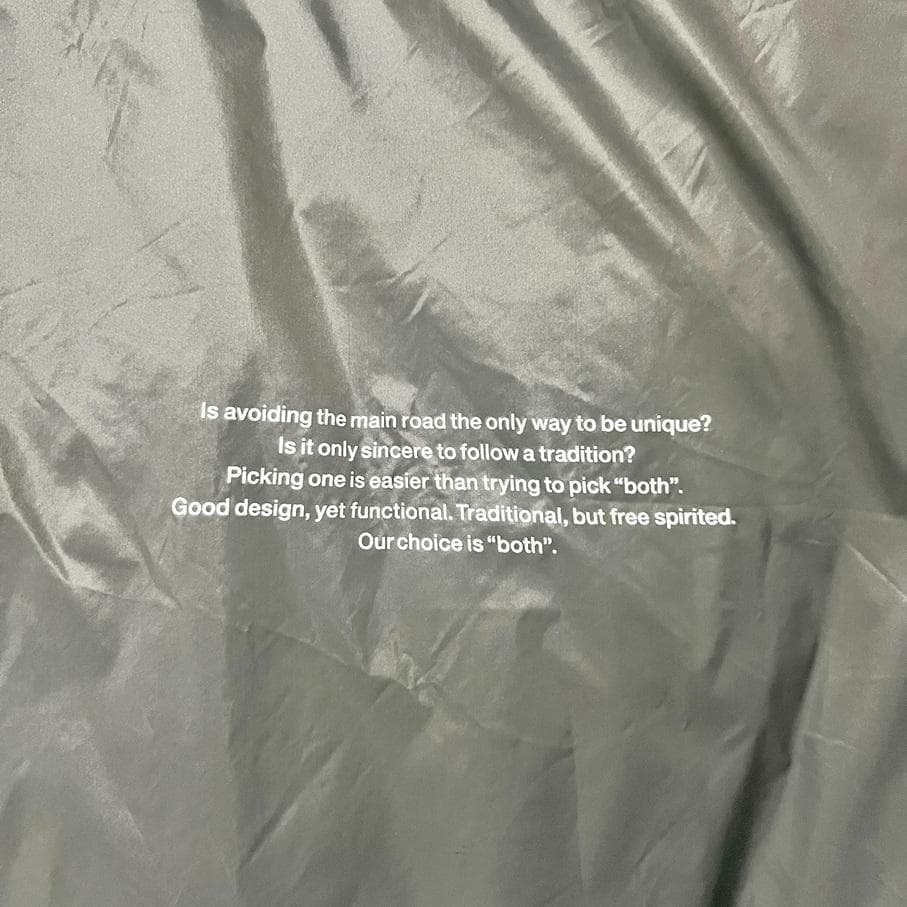 Is avoiding the main road the only way to be unique?
Is it only sincere to follow a tradition?
Picking one is easier than trying to pick “both”.
Good design, yet functional. Traditional, but free spirited.
Our choice is “both”.